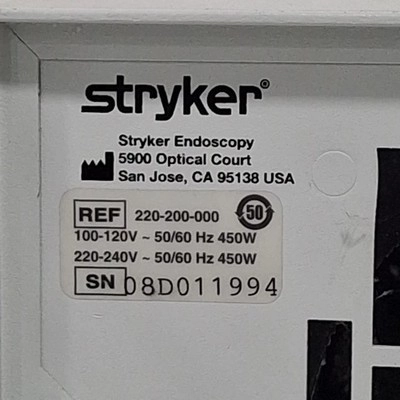 stryker®
Stryker Endoscopy
5900 Optical Court
San Jose, CA 95138 USA
REF 220-200-000 50
100-120V ~ 50/60 Hz 450W
220-240V ~ 50/60 Hz 450W
SN 08D011994